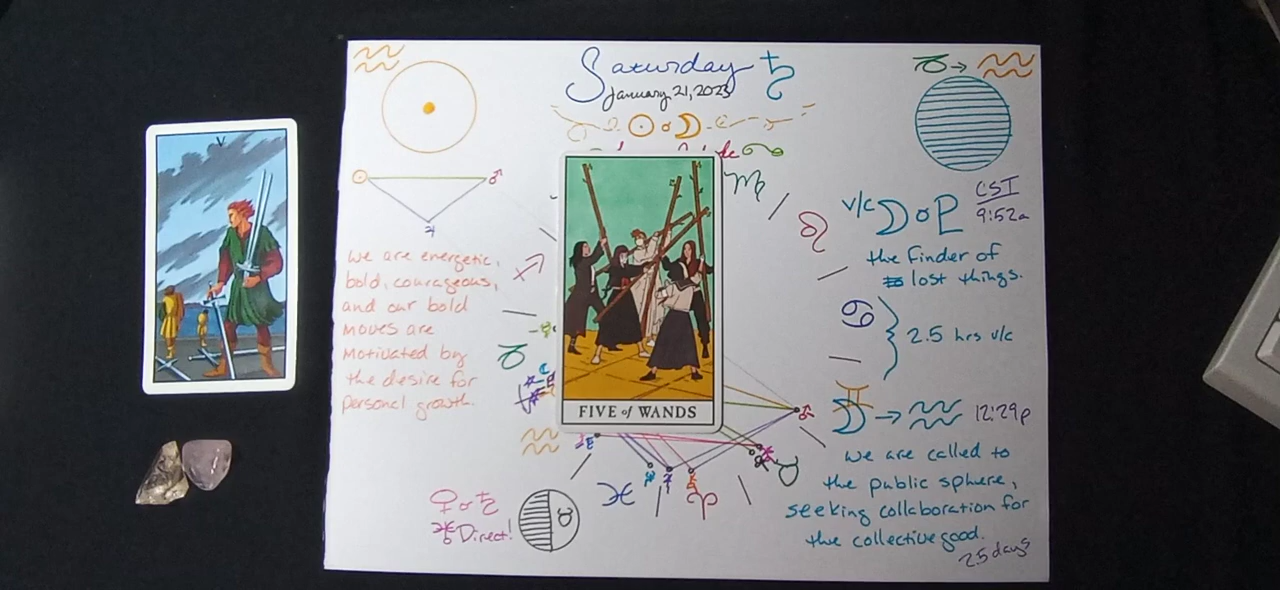 Saturday ♄
January 21, 2023
♑ → ♒
V
FIVE of WANDS
we are energetic,
bold, courageous,
and our bold
moves are
motivated by
the desire for
personal growth.
v/c ☽ ☌ ♇ CST
9:52a
the finder of
lost things.
2.5 hrs v/c
☽ → ♒ 12:29p
we are called to
the public sphere,
seeking collaboration for
the collective good.
2.5 days
♀ ☌ ♄
Direct!